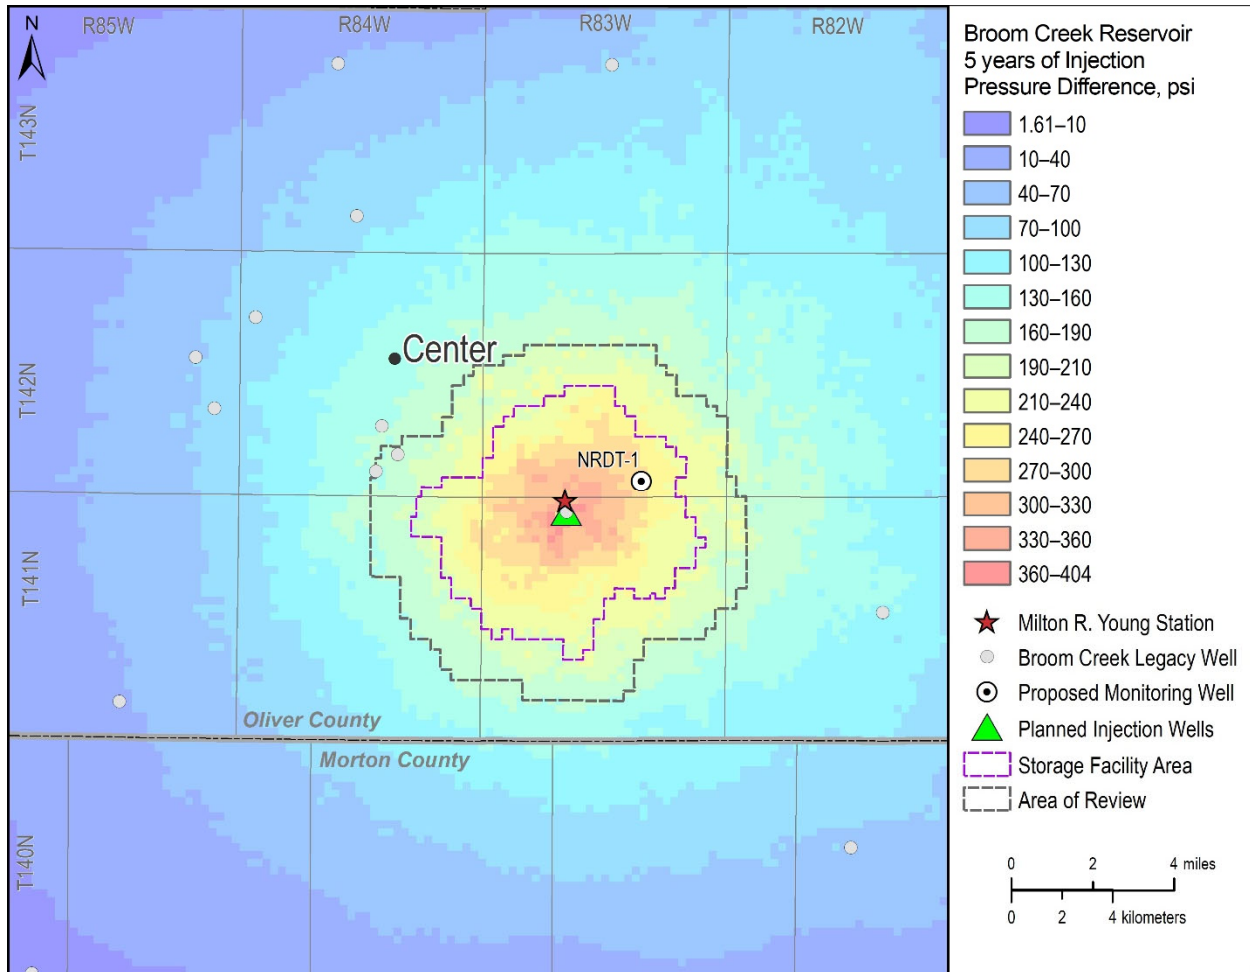 N
R85W
R84W
R83W
R82W
T143N
T142N
T141N
T140N
Center
NRDT-1
Oliver County
Morton County
Broom Creek Reservoir
5 years of Injection
Pressure Difference, psi
1.61–10
10–40
40–70
70–100
100–130
130–160
160–190
190–210
210–240
240–270
270–300
300–330
330–360
360–404
Milton R. Young Station
Broom Creek Legacy Well
Proposed Monitoring Well
Planned Injection Wells
Storage Facility Area
Area of Review
0 2 4 miles
0 2 4 kilometers